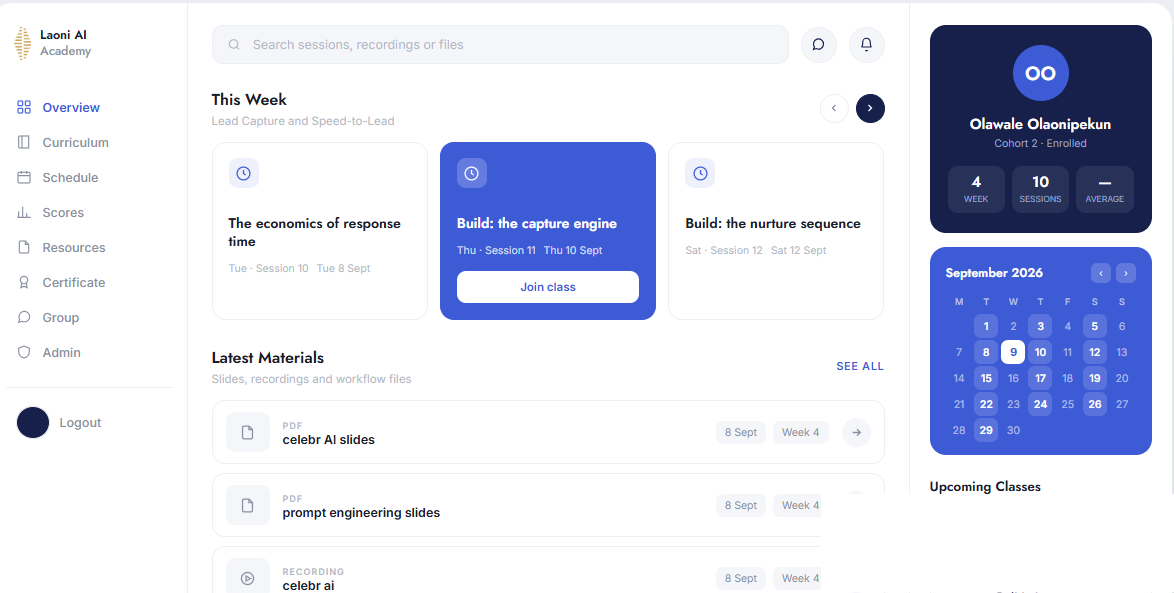 Laoni AI
Academy
Overview
Curriculum
Schedule
Scores
Resources
Certificate
Group
Admin
Logout
Search sessions, recordings or files
This Week
Lead Capture and Speed-to-Lead
The economics of response
time
Tue · Session 10 Tue 8 Sept
Build: the capture engine
Thu · Session 11 Thu 10 Sept
Join class
Build: the nurture sequence
Sat · Session 12 Sat 12 Sept
Latest Materials
Slides, recordings and workflow files
SEE ALL
PDF
celebr AI slides
8 Sept Week 4
PDF
prompt engineering slides
8 Sept Week 4
RECORDING
celebr ai
8 Sept Week 4
OO
Olawale Olaonipekun
Cohort 2 · Enrolled
4 10 —
WEEK SESSIONS AVERAGE
September 2026
M T W T F S S
1 2 3 4 5 6
7 8 9 10 11 12 13
14 15 16 17 18 19 20
21 22 23 24 25 26 27
28 29 30
Upcoming Classes